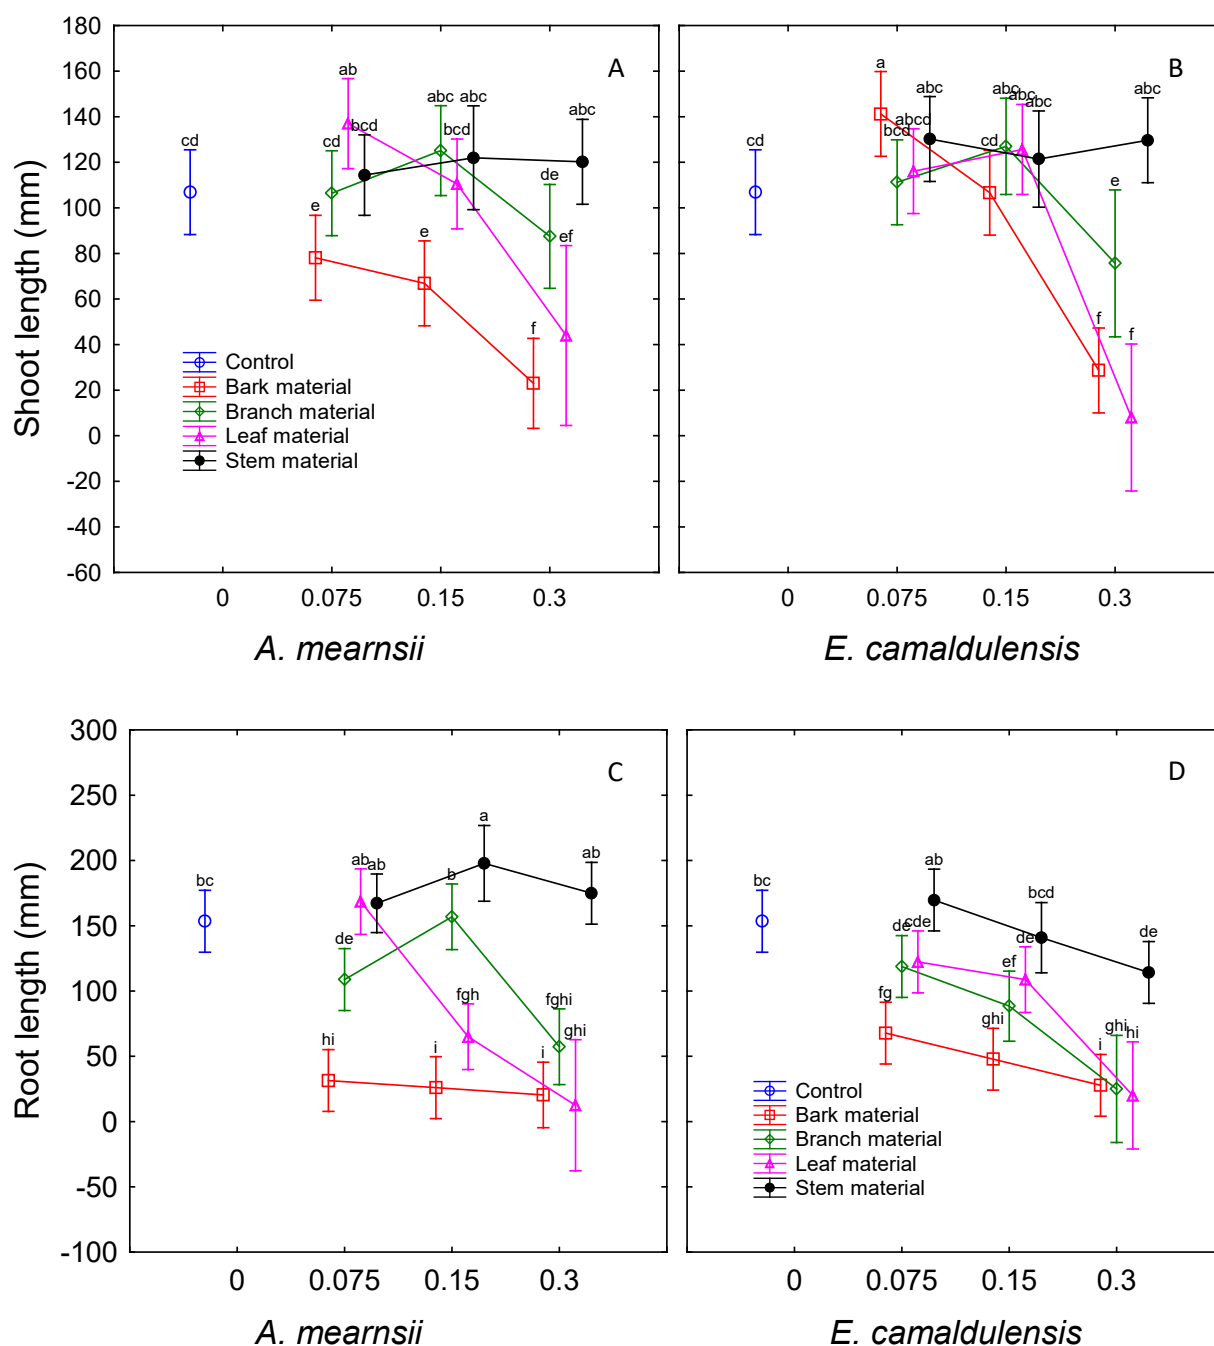 180
160
140
120
100
80
60
40
20
0
-20
-40
-60
Shoot length (mm)
A
cd
e
cd
ab
bcd
e
abc
bcd
abc
f
de
ef
abc
Control
Bark material
Branch material
Leaf material
Stem material
0 0.075 0.15 0.3
A. mearnsii
B
cd
a
bcd
abcd
abc
cd
abc
abc
abc
f
e
f
abc
0 0.075 0.15 0.3
E. camaldulensis
300
250
200
150
100
50
0
-50
-100
Root length (mm)
C
bc
hi
de
ab
ab
i
b
fgh
a
i
fghi
ghi
ab
0 0.075 0.15 0.3
A. mearnsii
D
bc
fg
de
cde
ab
ghi
ef
de
bcd
i
ghi
hi
de
Control
Bark material
Branch material
Leaf material
Stem material
0 0.075 0.15 0.3
E. camaldulensis